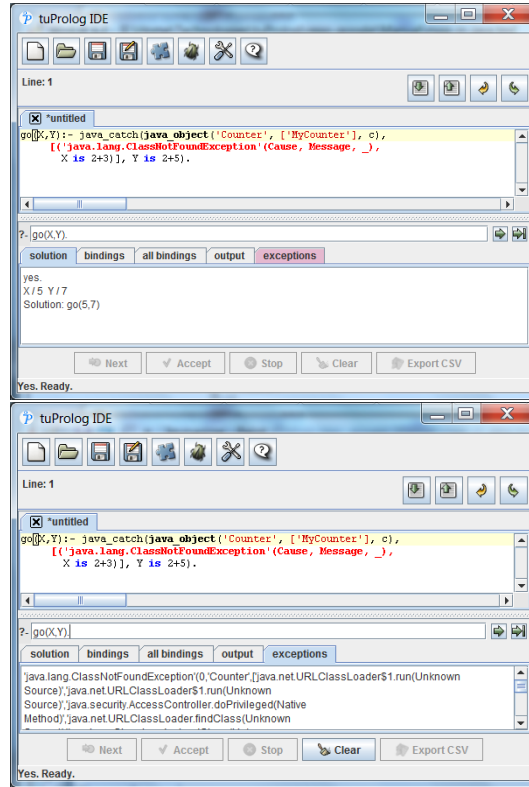 tuProlog IDE
Line: 1
*untitled
go(X,Y):- java_catch(java_object('Counter', ['MyCounter'], c),
[('java.lang.ClassNotFoundException'(Cause, Message, _),
X is 2+3)], Y is 2+5).
?- go(X,Y).
solution bindings all bindings output exceptions
yes.
X / 5 Y / 7
Solution: go(5,7)
Next Accept Stop Clear Export CSV
Yes. Ready.
tuProlog IDE
Line: 1
*untitled
go(X,Y):- java_catch(java_object('Counter', ['MyCounter'], c),
[('java.lang.ClassNotFoundException'(Cause, Message, _),
X is 2+3)], Y is 2+5).
?- go(X,Y).
solution bindings all bindings output exceptions
'java.lang.ClassNotFoundException'(0,'Counter',['java.net.URLClassLoader$1.run(Unknown
Source)','java.net.URLClassLoader$1.run(Unknown
Source)','java.security.AccessController.doPrivileged(Native
Method)','java.net.URLClassLoader.findClass(Unknown
Next Accept Stop Clear Export CSV
Yes. Ready.